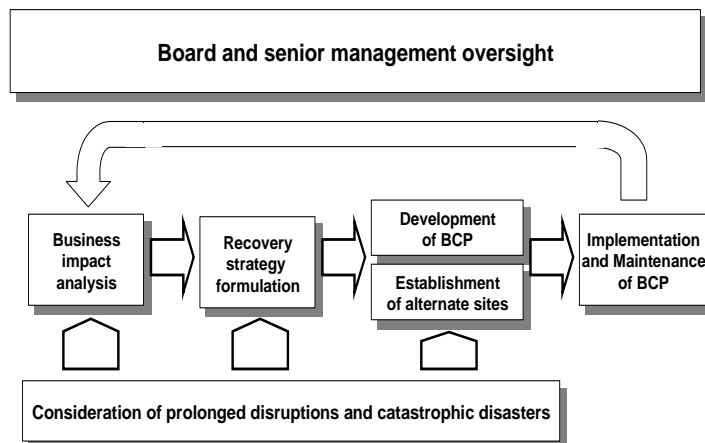 Board and senior management oversight
Business
impact
analysis
Recovery
strategy
formulation
Development
of BCP
Establishment
of alternate sites
Implementation
and Maintenance
of BCP
Consideration of prolonged disruptions and catastrophic disasters